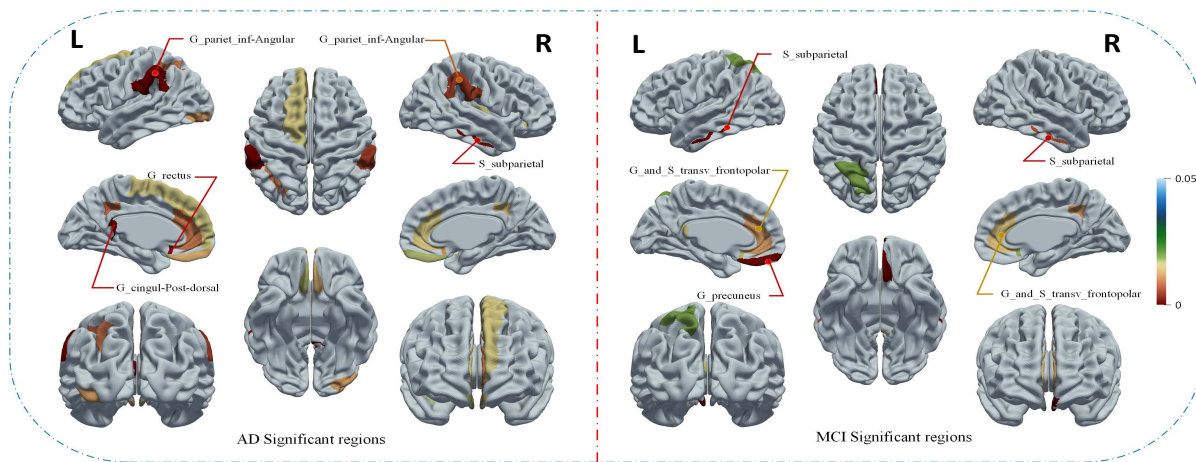 L
G_pariet_inf-Angular
G_pariet_inf-Angular
R
S_subparietal
G_rectus
G_cingul-Post-dorsal
AD Significant regions
L
S_subparietal
R
S_subparietal
G_and_S_transv_frontopolar
G_precuneus
G_and_S_transv_frontopolar
MCI Significant regions
0.05
0